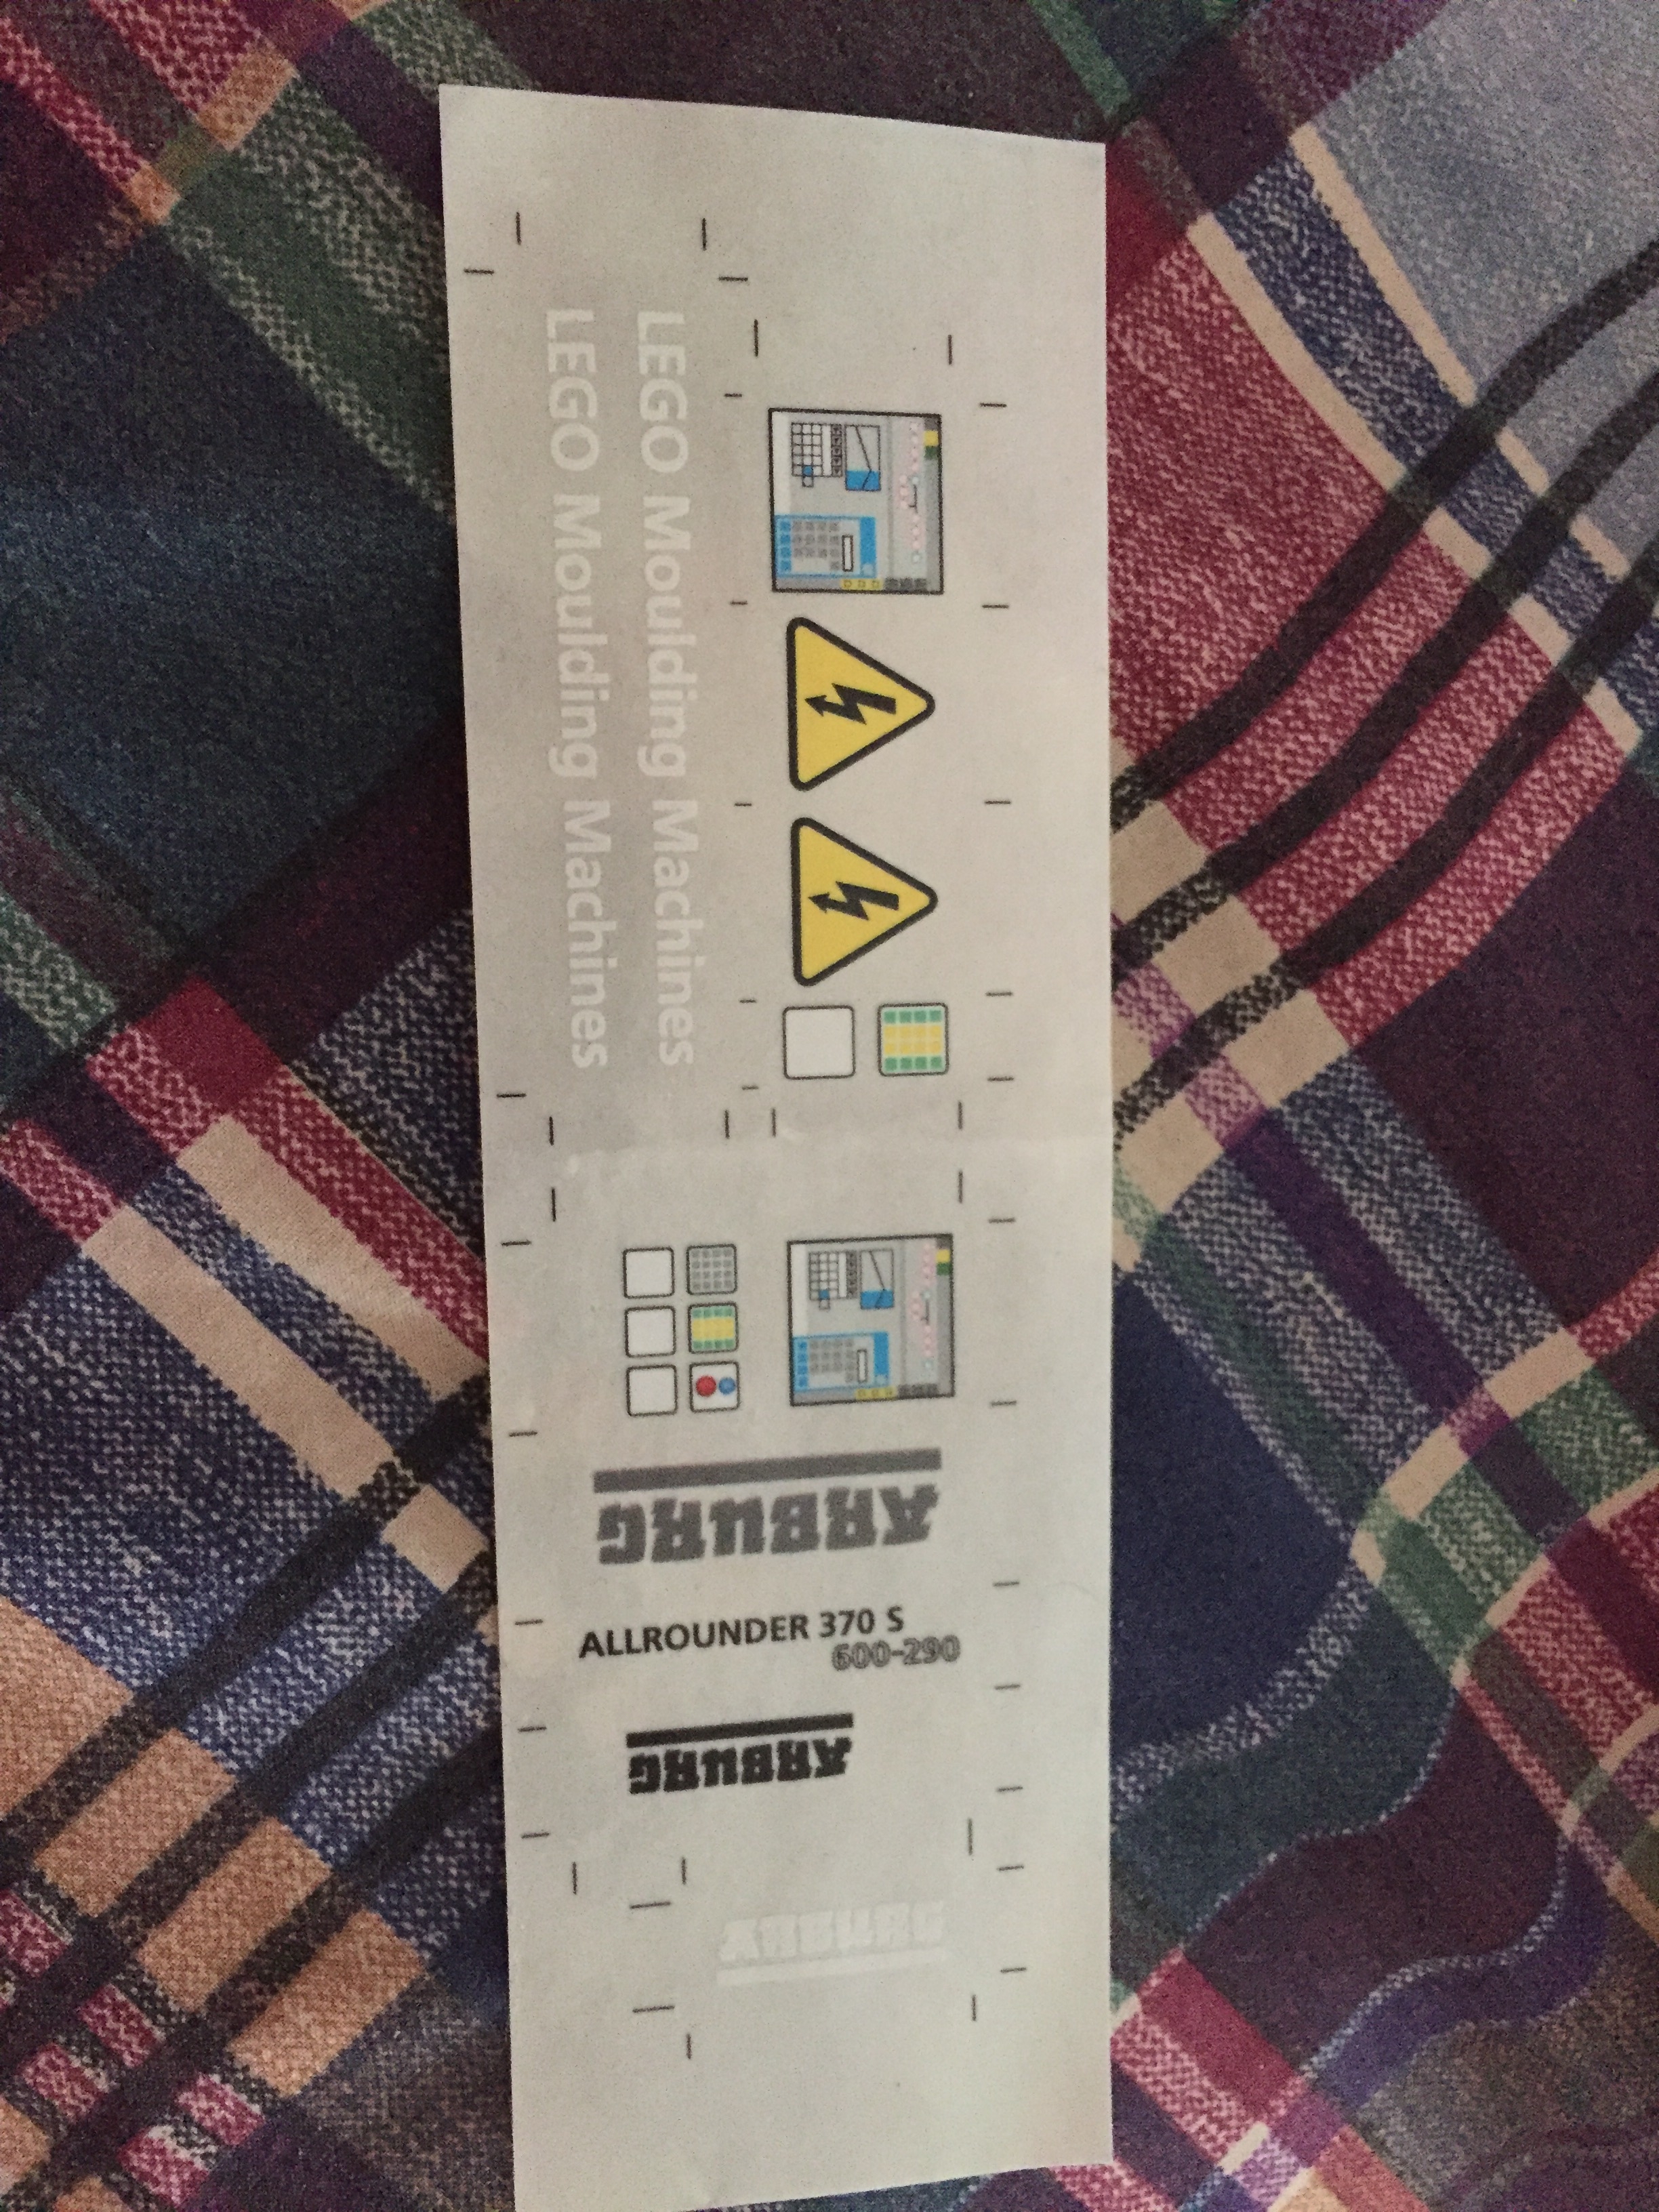 LEGO Moulding Machines
LEGO Moulding Machines
ARBURG
ALLROUNDER 370 S
600-290
ARBURG
ARBURG